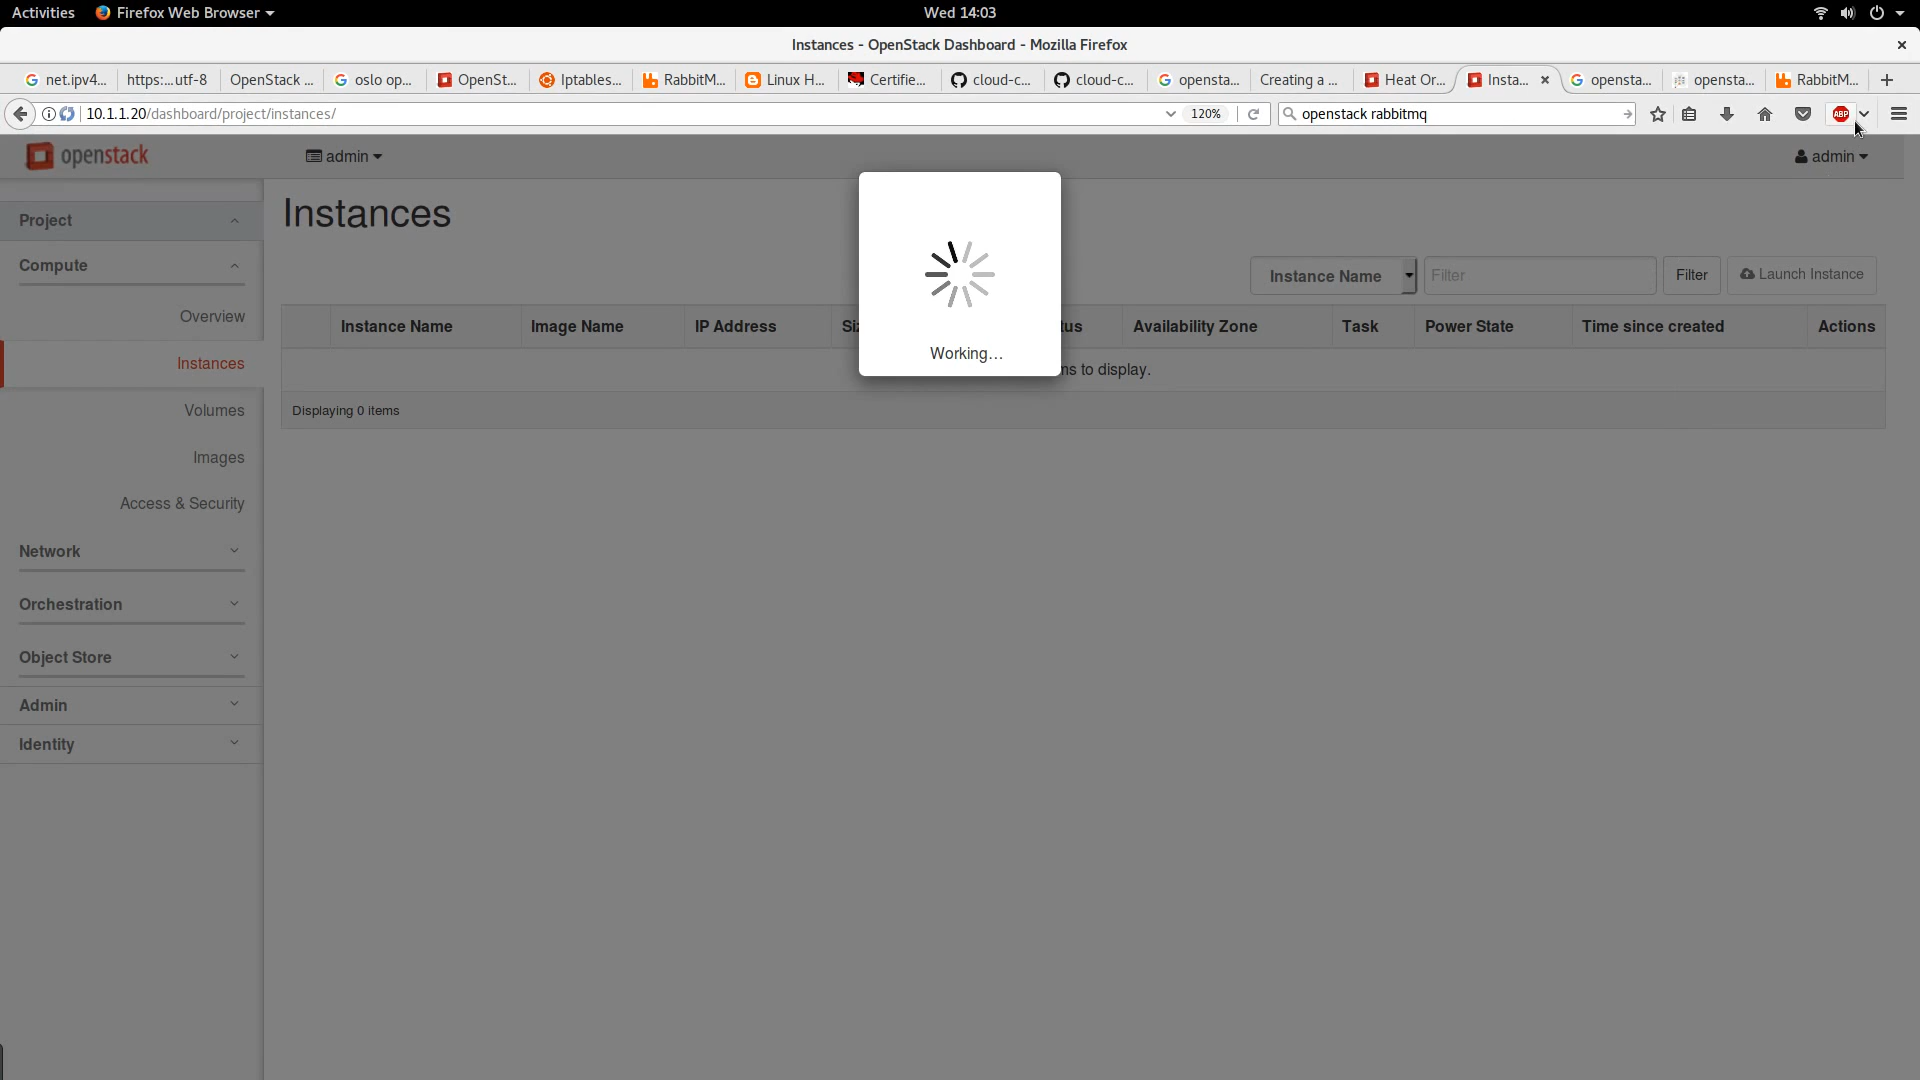 Activities Firefox Web Browser Wed 14:03
Instances - OpenStack Dashboard - Mozilla Firefox
net.ipv4... https:...utf-8 OpenStack ... oslo op... OpenSt... Iptables... RabbitM... Linux H... Certifie... cloud-c... cloud-c... opensta... Creating a ... Heat Or... Insta... opensta... opensta... RabbitM...
10.1.1.20/dashboard/project/instances/ 120% openstack rabbitmq ABP
openstack admin admin
Project
Instances
Compute
Instance Name Filter Filter Launch Instance
Overview
Instance Name Image Name IP Address Availability Zone Task Power State Time since created Actions
Working...
Instances
to display.
Volumes
Displaying 0 items
Images
Access & Security
Network
Orchestration
Object Store
Admin
Identity